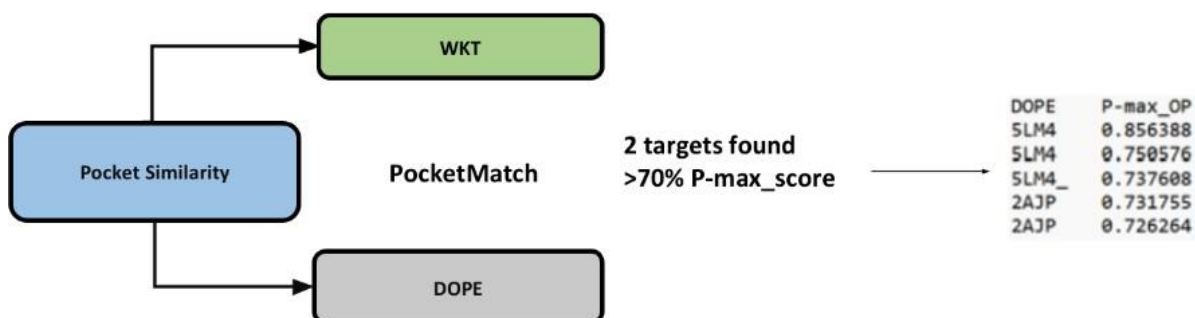 WKT
Pocket Similarity
PocketMatch
DOPE
2 targets found
>70% P-max_score
DOPE P-max_OP
5LM4 0.856388
5LM4 0.750576
5LM4_ 0.737608
2AJP 0.731755
2AJP 0.726264